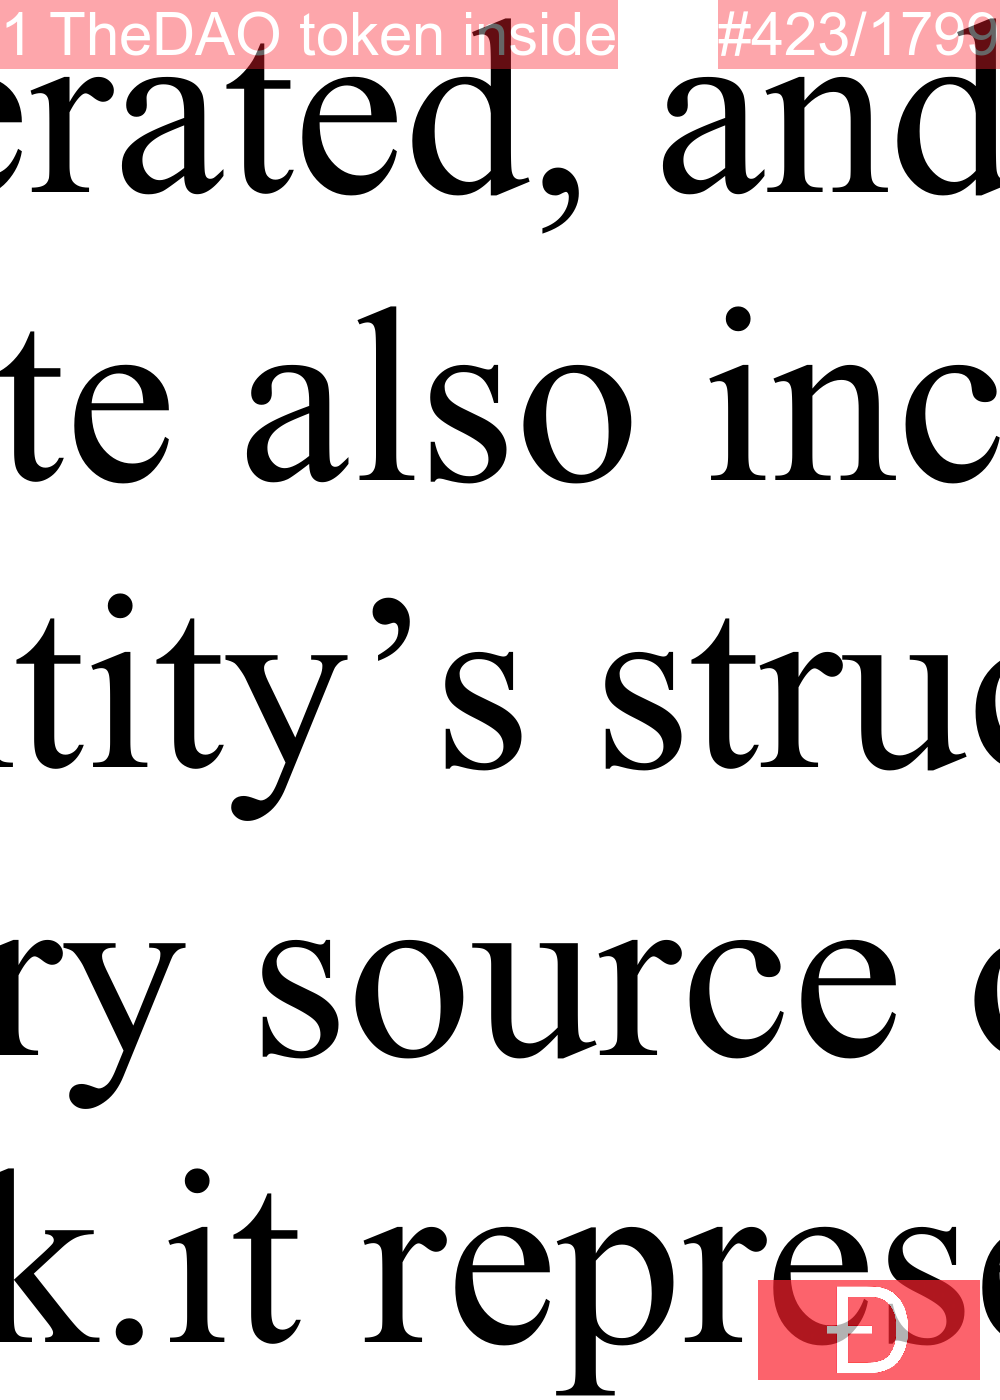 1 TheDAO token inside #423/1799
erated, and
te also inc
tity’s struc
ry source c
k.it represe
Đ